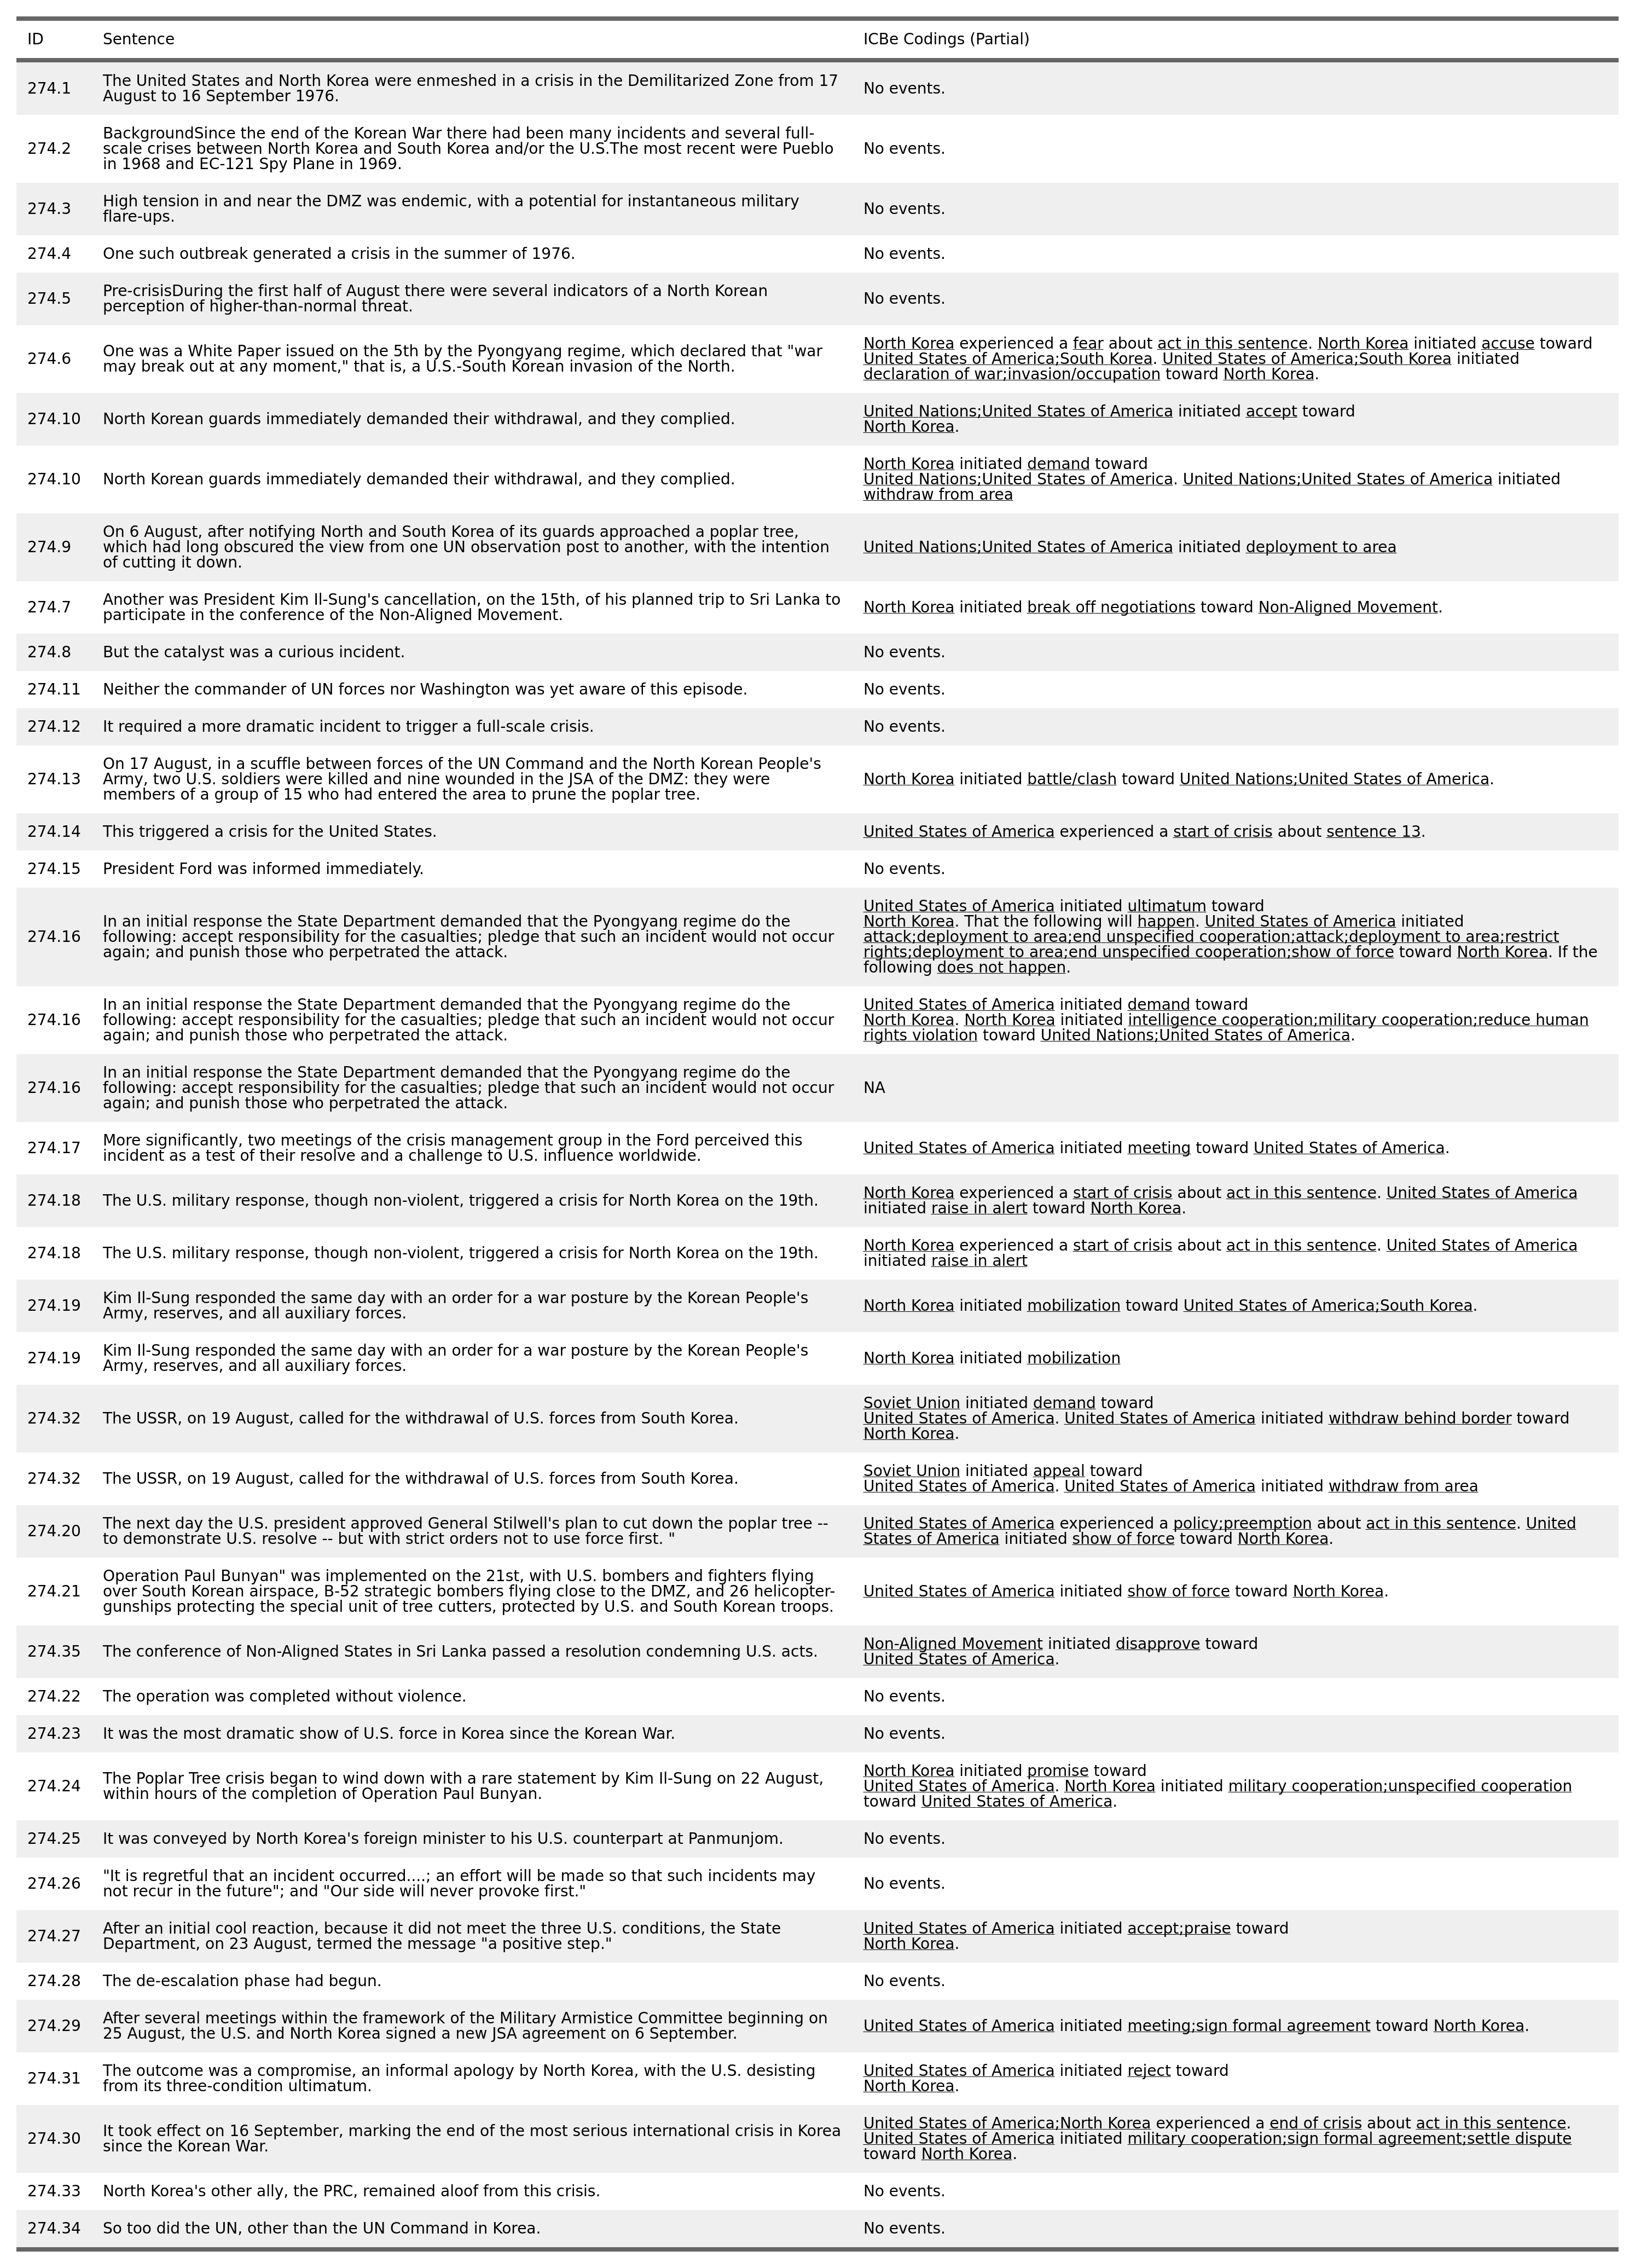 ID Sentence ICBe Codings (Partial)
274.1 The United States and North Korea were enmeshed in a crisis in the Demilitarized Zone from 17
August to 16 September 1976.
No events.
274.2 BackgroundSince the end of the Korean War there had been many incidents and several full-
scale crises between North Korea and South Korea and/or the U.S.The most recent were Pueblo
in 1968 and EC-121 Spy Plane in 1969.
No events.
274.3 High tension in and near the DMZ was endemic, with a potential for instantaneous military
flare-ups.
No events.
274.4 One such outbreak generated a crisis in the summer of 1976. No events.
274.5 Pre-crisisDuring the first half of August there were several indicators of a North Korean
perception of higher-than-normal threat.
No events.
274.6 One was a White Paper issued on the 5th by the Pyongyang regime, which declared that "war
may break out at any moment," that is, a U.S.-South Korean invasion of the North.
North Korea experienced a fear about act in this sentence. North Korea initiated accuse toward
United States of America;South Korea. United States of America;South Korea initiated
declaration of war;invasion/occupation toward North Korea.
274.10 North Korean guards immediately demanded their withdrawal, and they complied.
United Nations;United States of America initiated accept toward
North Korea.
274.10 North Korean guards immediately demanded their withdrawal, and they complied.
North Korea initiated demand toward
United Nations;United States of America. United Nations;United States of America initiated
withdraw from area
274.9 On 6 August, after notifying North and South Korea of its guards approached a poplar tree,
which had long obscured the view from one UN observation post to another, with the intention
of cutting it down.
United Nations;United States of America initiated deployment to area
274.7 Another was President Kim Il-Sung's cancellation, on the 15th, of his planned trip to Sri Lanka to
participate in the conference of the Non-Aligned Movement.
North Korea initiated break off negotiations toward Non-Aligned Movement.
274.8 But the catalyst was a curious incident. No events.
274.11 Neither the commander of UN forces nor Washington was yet aware of this episode. No events.
274.12 It required a more dramatic incident to trigger a full-scale crisis. No events.
274.13 On 17 August, in a scuffle between forces of the UN Command and the North Korean People's
Army, two U.S. soldiers were killed and nine wounded in the JSA of the DMZ: they were
members of a group of 15 who had entered the area to prune the poplar tree.
North Korea initiated battle/clash toward United Nations;United States of America.
274.14 This triggered a crisis for the United States. United States of America experienced a start of crisis about sentence 13.
274.15 President Ford was informed immediately. No events.
274.16 In an initial response the State Department demanded that the Pyongyang regime do the
following: accept responsibility for the casualties; pledge that such an incident would not occur
again; and punish those who perpetrated the attack.
United States of America initiated ultimatum toward
North Korea. That the following will happen. United States of America initiated
attack;deployment to area;end unspecified cooperation;attack;deployment to area;restrict
rights;deployment to area;end unspecified cooperation;show of force toward North Korea. If the
following does not happen.
274.16 In an initial response the State Department demanded that the Pyongyang regime do the
following: accept responsibility for the casualties; pledge that such an incident would not occur
again; and punish those who perpetrated the attack.
United States of America initiated demand toward
North Korea. North Korea initiated intelligence cooperation;military cooperation;reduce human
rights violation toward United Nations;United States of America.
274.16 In an initial response the State Department demanded that the Pyongyang regime do the
following: accept responsibility for the casualties; pledge that such an incident would not occur
again; and punish those who perpetrated the attack.
NA
274.17 More significantly, two meetings of the crisis management group in the Ford perceived this
incident as a test of their resolve and a challenge to U.S. influence worldwide.
United States of America initiated meeting toward United States of America.
274.18 The U.S. military response, though non-violent, triggered a crisis for North Korea on the 19th.
North Korea experienced a start of crisis about act in this sentence. United States of America
initiated raise in alert toward North Korea.
274.18 The U.S. military response, though non-violent, triggered a crisis for North Korea on the 19th.
North Korea experienced a start of crisis about act in this sentence. United States of America
initiated raise in alert
274.19 Kim Il-Sung responded the same day with an order for a war posture by the Korean People's
Army, reserves, and all auxiliary forces.
North Korea initiated mobilization toward United States of America;South Korea.
274.19 Kim Il-Sung responded the same day with an order for a war posture by the Korean People's
Army, reserves, and all auxiliary forces.
North Korea initiated mobilization
274.32 The USSR, on 19 August, called for the withdrawal of U.S. forces from South Korea.
Soviet Union initiated demand toward
United States of America. United States of America initiated withdraw behind border toward
North Korea.
274.32 The USSR, on 19 August, called for the withdrawal of U.S. forces from South Korea.
Soviet Union initiated appeal toward
United States of America. United States of America initiated withdraw from area
274.20 The next day the U.S. president approved General Stilwell's plan to cut down the poplar tree --
to demonstrate U.S. resolve -- but with strict orders not to use force first. "
United States of America experienced a policy;preemption about act in this sentence. United
States of America initiated show of force toward North Korea.
274.21 Operation Paul Bunyan" was implemented on the 21st, with U.S. bombers and fighters flying
over South Korean airspace, B-52 strategic bombers flying close to the DMZ, and 26 helicopter-
gunships protecting the special unit of tree cutters, protected by U.S. and South Korean troops.
United States of America initiated show of force toward North Korea.
274.35 The conference of Non-Aligned States in Sri Lanka passed a resolution condemning U.S. acts.
Non-Aligned Movement initiated disapprove toward
United States of America.
274.22 The operation was completed without violence. No events.
274.23 It was the most dramatic show of U.S. force in Korea since the Korean War. No events.
274.24 The Poplar Tree crisis began to wind down with a rare statement by Kim Il-Sung on 22 August,
within hours of the completion of Operation Paul Bunyan.
North Korea initiated promise toward
United States of America. North Korea initiated military cooperation;unspecified cooperation
toward United States of America.
274.25 It was conveyed by North Korea's foreign minister to his U.S. counterpart at Panmunjom. No events.
274.26 "It is regretful that an incident occurred....; an effort will be made so that such incidents may
not recur in the future"; and "Our side will never provoke first."
No events.
274.27 After an initial cool reaction, because it did not meet the three U.S. conditions, the State
Department, on 23 August, termed the message "a positive step."
United States of America initiated accept;praise toward
North Korea.
274.28 The de-escalation phase had begun. No events.
274.29 After several meetings within the framework of the Military Armistice Committee beginning on
25 August, the U.S. and North Korea signed a new JSA agreement on 6 September.
United States of America initiated meeting;sign formal agreement toward North Korea.
274.31 The outcome was a compromise, an informal apology by North Korea, with the U.S. desisting
from its three-condition ultimatum.
United States of America initiated reject toward
North Korea.
274.30 It took effect on 16 September, marking the end of the most serious international crisis in Korea
since the Korean War.
United States of America;North Korea experienced a end of crisis about act in this sentence.
United States of America initiated military cooperation;sign formal agreement;settle dispute
toward North Korea.
274.33 North Korea's other ally, the PRC, remained aloof from this crisis. No events.
274.34 So too did the UN, other than the UN Command in Korea. No events.